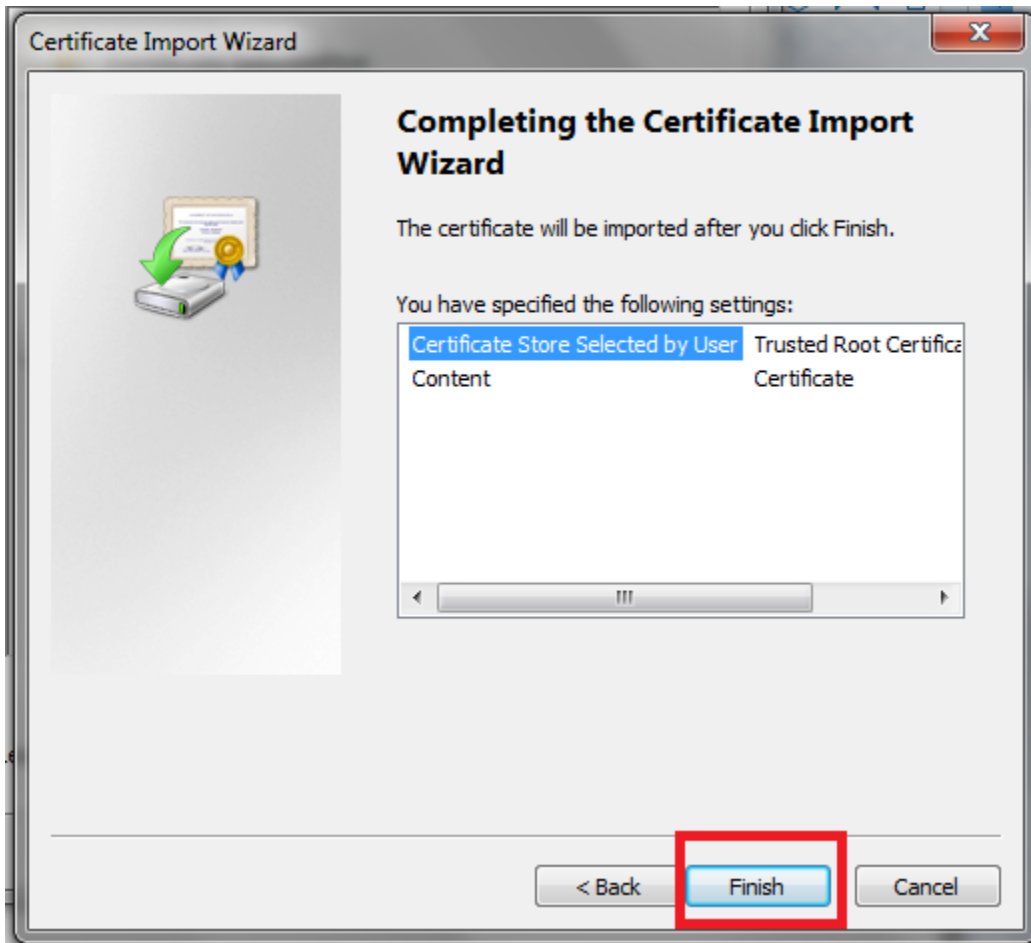 Certificate Import Wizard
x
Completing the Certificate Import
Wizard
The certificate will be imported after you click Finish.
You have specified the following settings:
Certificate Store Selected by User Trusted Root Certifica
Content Certificate
< Back Finish Cancel